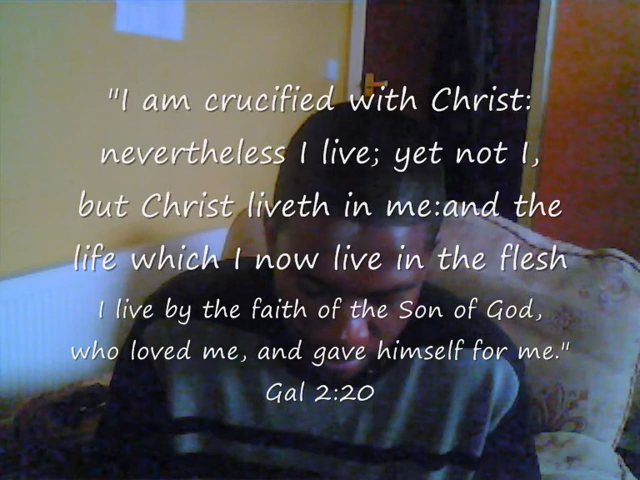 "I am crucified with Christ:
nevertheless I live; yet not I,
but Christ liveth in me:and the
life which I now live in the flesh
I live by the faith of the Son of God,
who loved me, and gave himself for me."
Gal 2:20